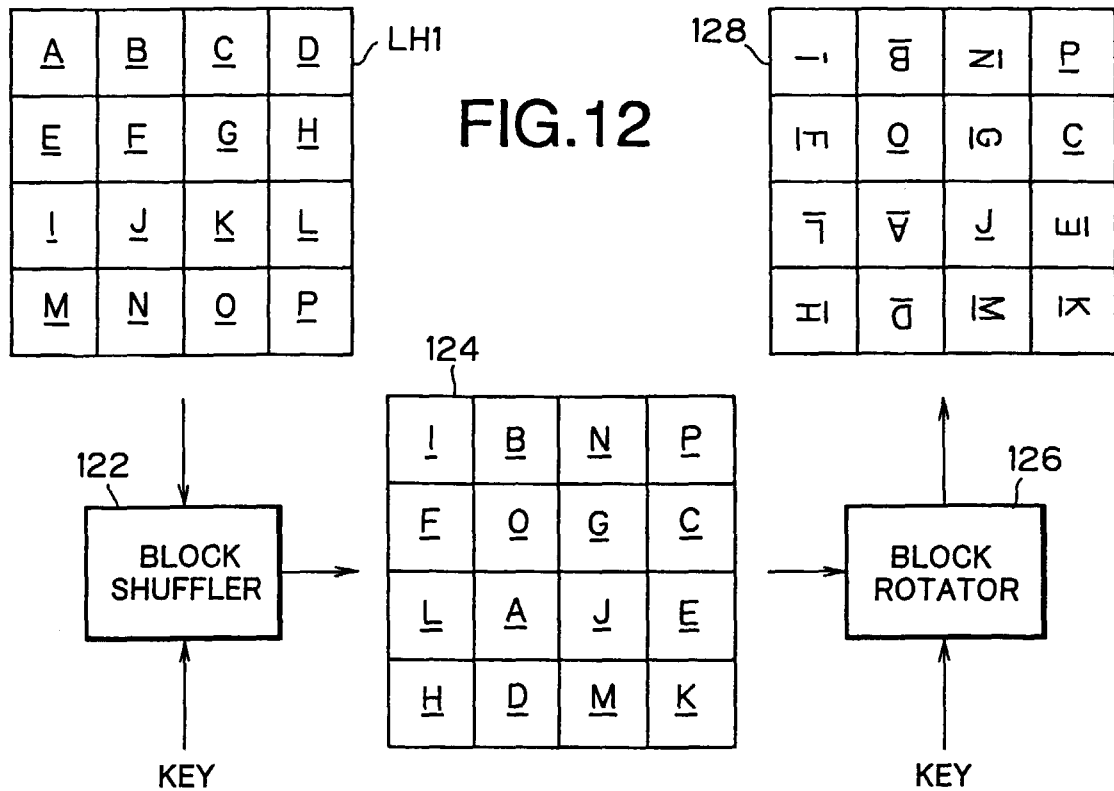 A B C D
E F G H
I J K L
M N O P
LH1
FIG.12
128
I B N P
F O G C
L A J E
H D M K
124
I B N P
F O G C
L A J E
H D M K
122
BLOCK
SHUFFLER
KEY
126
BLOCK
ROTATOR
KEY